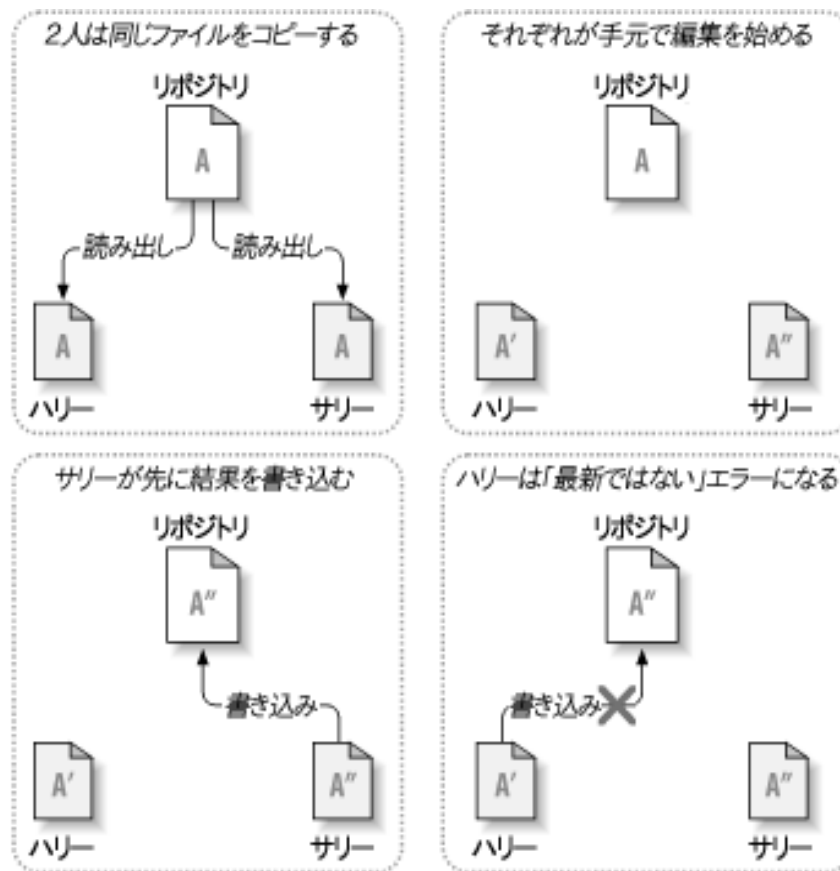 2人は同じファイルをコピーする
リポジトリ
A
読み出し
読み出し
A
A
ハリー
サリー
それぞれが手元で編集を始める
リポジトリ
A
A'
A"
ハリー
サリー
サリーが先に結果を書き込む
リポジトリ
A"
書き込み
A'
A"
ハリー
サリー
ハリーは「最新ではない」エラーになる
リポジトリ
A"
書き込み
A'
A"
ハリー
サリー